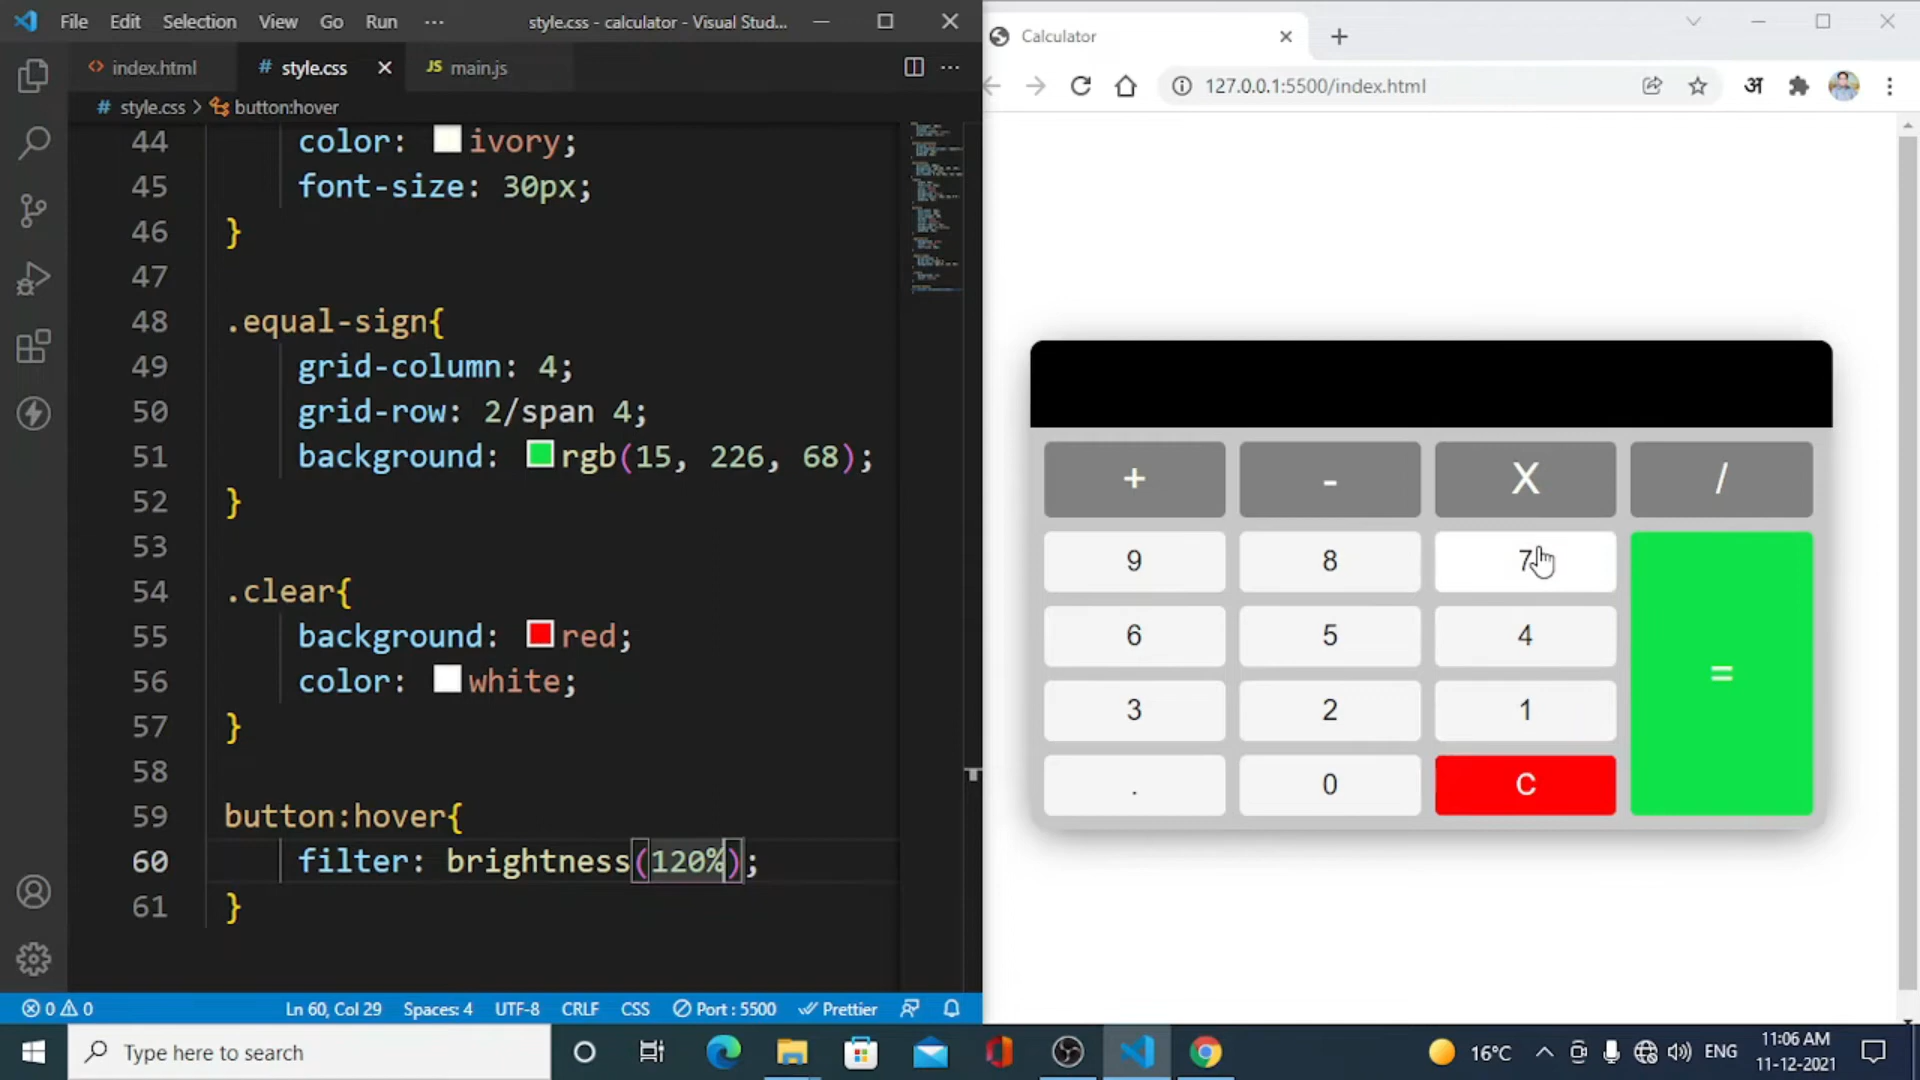 File Edit Selection View Go Run ··· style.css - calculator - Visual Stud...
index.html # style.css JS main.js ···
# style.css > button:hover
44 color: ivory;
45 font-size: 30px;
46 }
47
48 .equal-sign{
49 grid-column: 4;
50 grid-row: 2/span 4;
51 background: rgb(15, 226, 68);
52 }
53
54 .clear{
55 background: red;
56 color: white;
57 }
58
59 button:hover{
60 filter: brightness(120%);
61 }
0 0 Ln 60, Col 29 Spaces: 4 UTF-8 CRLF CSS Port : 5500 Prettier
Calculator
127.0.0.1:5500/index.html अ
+ - X /
9 8 7
6 5 4
=
3 2 1
. 0 C
Type here to search
16°C ENG
11:06 AM
11-12-2021